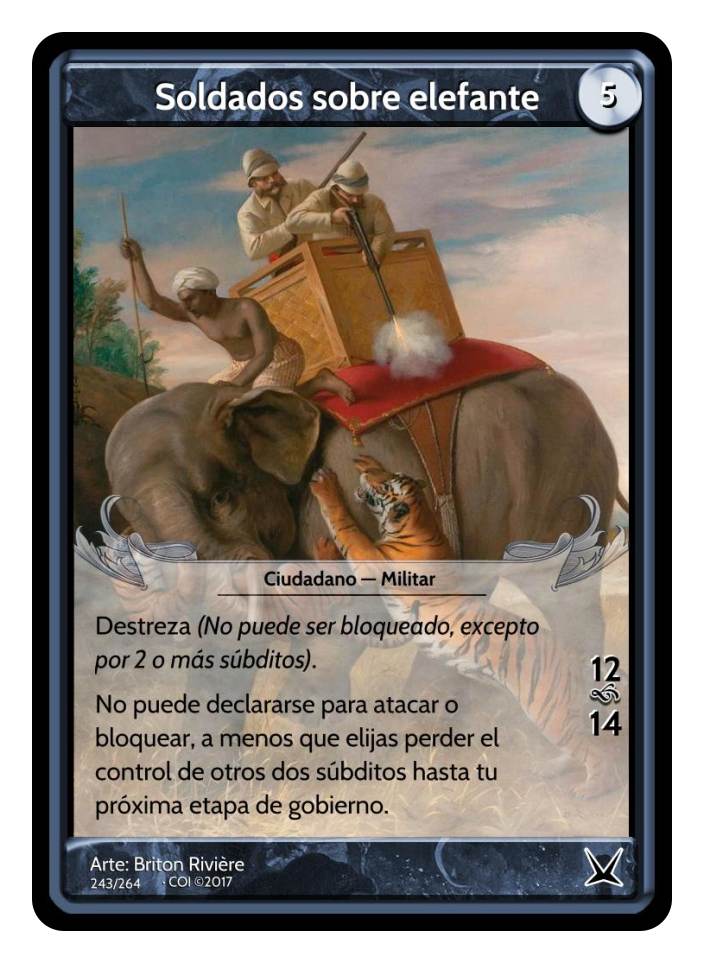 Soldados sobre elefante
5
Ciudadano — Militar
Destreza (No puede ser bloqueado, excepto
por 2 o más súbditos).
No puede declararse para atacar o
bloquear, a menos que elijas perder el
control de otros dos súbditos hasta tu
próxima etapa de gobierno.
12
14
Arte: Briton Rivière
243/264 · COI ©2017